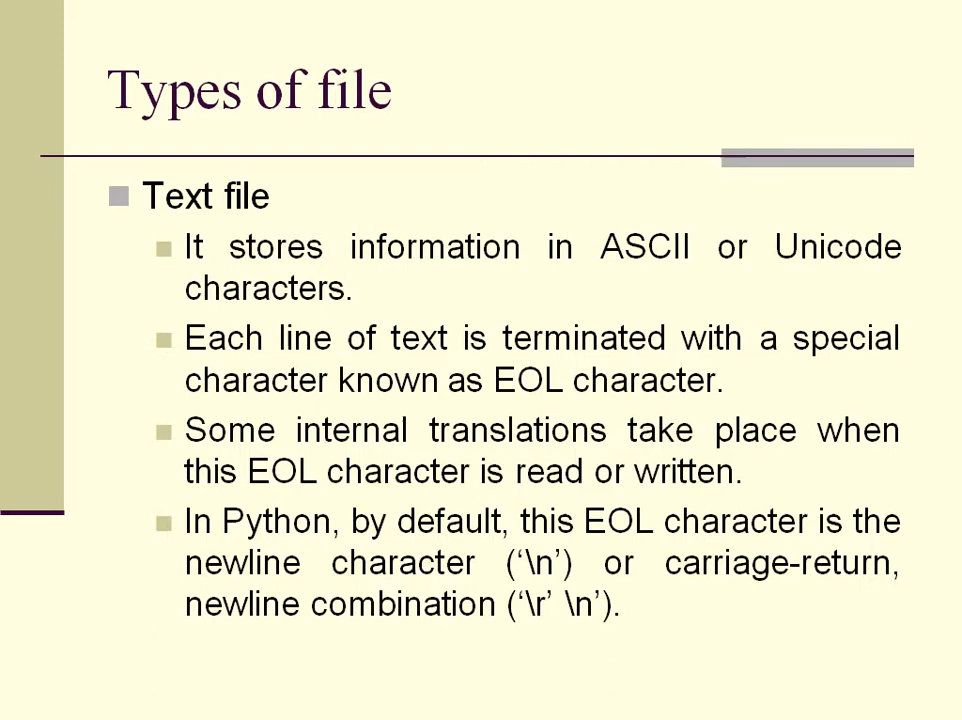 Types of file
Text file
It stores information in ASCII or Unicode
characters.
Each line of text is terminated with a special
character known as EOL character.
Some internal translations take place when
this EOL character is read or written.
In Python, by default, this EOL character is the
newline character (‘\n’) or carriage-return,
newline combination (‘\r’ \n’).